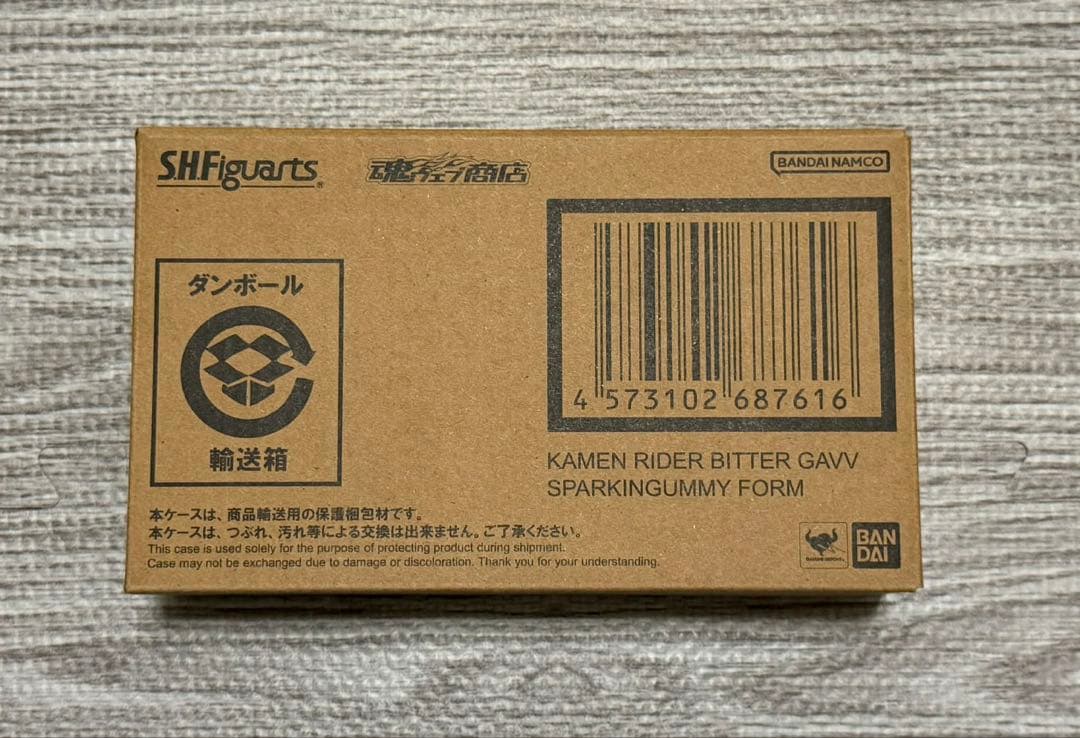 S.H.Figuarts®
魂ウェブ商店
BANDAI NAMCO
ダンボール
輸送箱
4 573102 687616
KAMEN RIDER BITTER GAVV
SPARKINGUMMY FORM
本ケースは、商品輸送用の保護梱包材です。
本ケースは、つぶれ、汚れ等による交換は出来ません。ご了承ください。
This case is used solely for the purpose of protecting product during shipment.
Case may not be exchanged due to damage or discoloration. Thank you for your understanding.
BAN
DAI